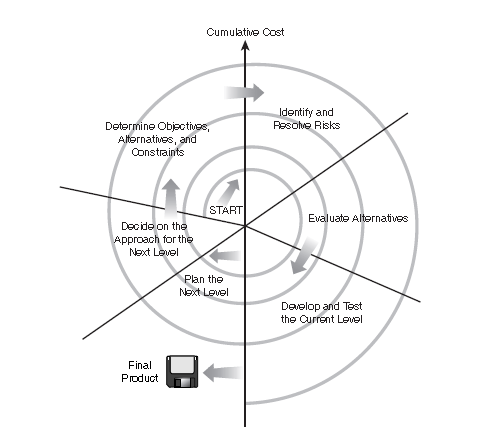 Cumulative Cost
Determine Objectives,
Alternatives, and
Constraints
Identify and
Resolve Risks
START
Evaluate Alternatives
Decide on the
Approach for the
Next Level
Plan the
Next Level
Develop and Test
the Current Level
Final
Product